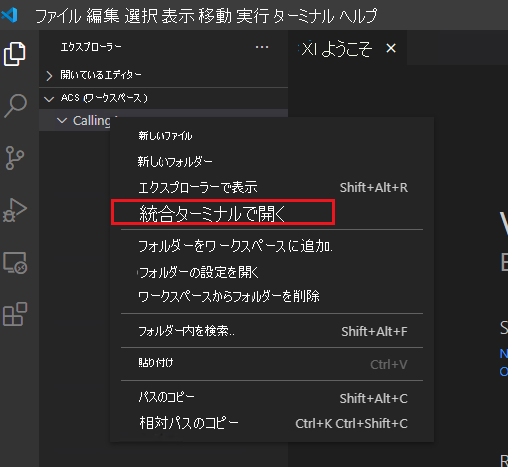 ファイル 編集 選択 表示 移動 実行 ターミナル ヘルプ
エクスプローラー ···
XI ようこそ ×
開いているエディター
ACS (ワークスペース)
Calling
新しいファイル
新しいフォルダー
エクスプローラーで表示 Shift+Alt+R
統合ターミナルで開く
フォルダーをワークスペースに追加.
フォルダーの設定を開く
ワークスペースからフォルダーを削除
フォルダー内を検索.. Shift+Alt+F
貼り付け Ctrl+V
パスのコピー Shift+Alt+C
相対パスのコピー Ctrl+K Ctrl+Shift+C